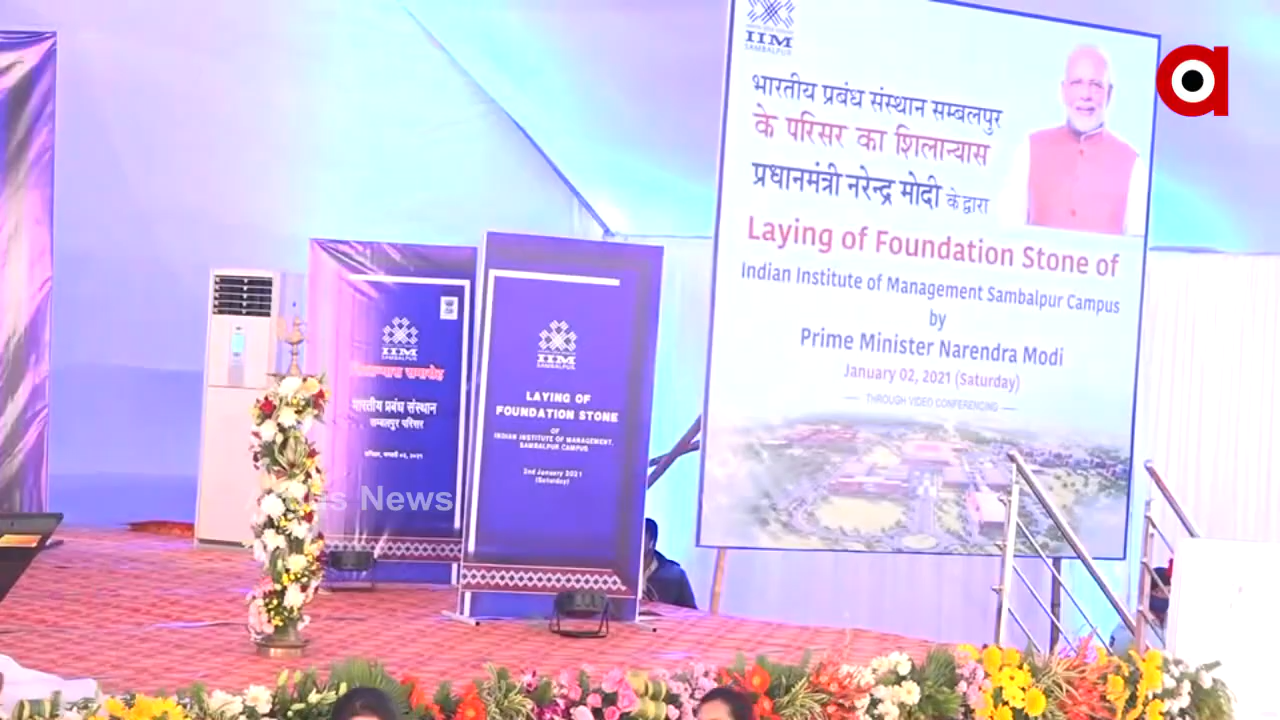 IIM
SAMBALPUR
भारतीय प्रबंध संस्थान सम्बलपुर
के परिसर का शिलान्यास
प्रधानमंत्री नरेन्द्र मोदी के द्वारा
Laying of Foundation Stone of
Indian Institute of Management Sambalpur Campus
by
Prime Minister Narendra Modi
January 02, 2021 (Saturday)
THROUGH VIDEO CONFERENCING
IIM
SAMBALPUR
समारोह
भारतीय प्रबंध संस्थान
सम्बलपुर परिसर
IIM
SAMBALPUR
LAYING OF
FOUNDATION STONE
OF
INDIAN INSTITUTE OF MANAGEMENT,
SAMBALPUR CAMPUS
2nd January 2021
(Saturday)
News
a